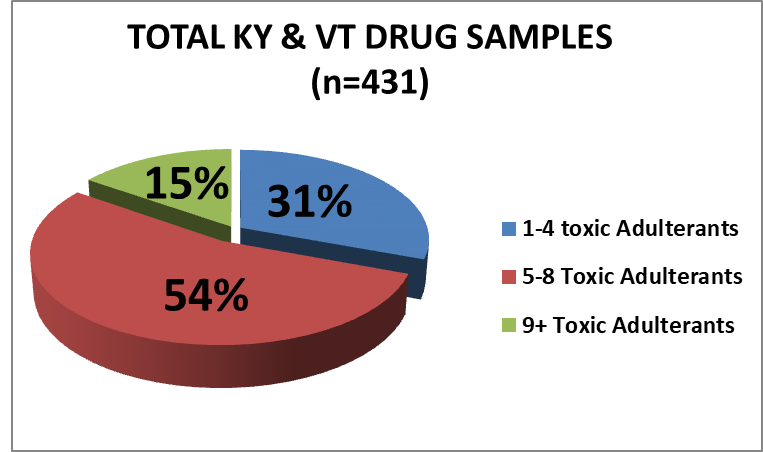 TOTAL KY & VT DRUG SAMPLES
(n=431)
15%
31%
54%
1-4 toxic Adulterants
5-8 Toxic Adulterants
9+ Toxic Adulterants